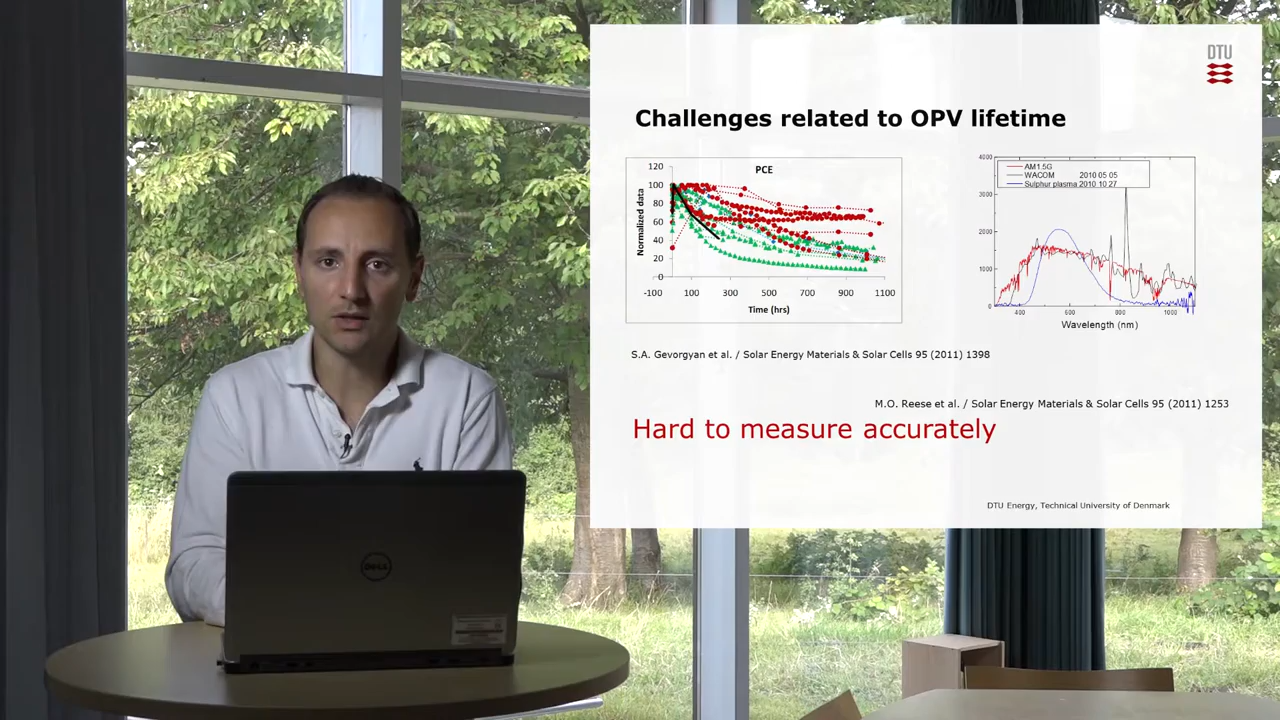 DTU
Challenges related to OPV lifetime
PCE
Normalized data
120
100
80
60
40
20
0
-100 100 300 500 700 900 1100
Time (hrs)
4000
3000
2000
1000
0
AM1.5G
WACOM 2010 05 05
Sulphur plasma 2010 10 27
400 600 800 1000
Wavelength (nm)
S.A. Gevorgyan et al. / Solar Energy Materials & Solar Cells 95 (2011) 1398
M.O. Reese et al. / Solar Energy Materials & Solar Cells 95 (2011) 1253
Hard to measure accurately
DTU Energy, Technical University of Denmark
DELL